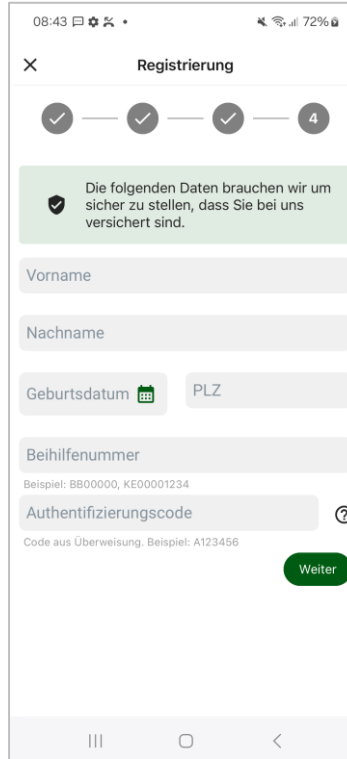 08:43
72%
Registrierung
4
Die folgenden Daten brauchen wir um
sicher zu stellen, dass Sie bei uns
versichert sind.
Vorname
Nachname
Geburtsdatum
PLZ
Beihilfenummer
Beispiel: BB00000, KE00001234
Authentifizierungscode
Code aus Überweisung. Beispiel: A123456
Weiter